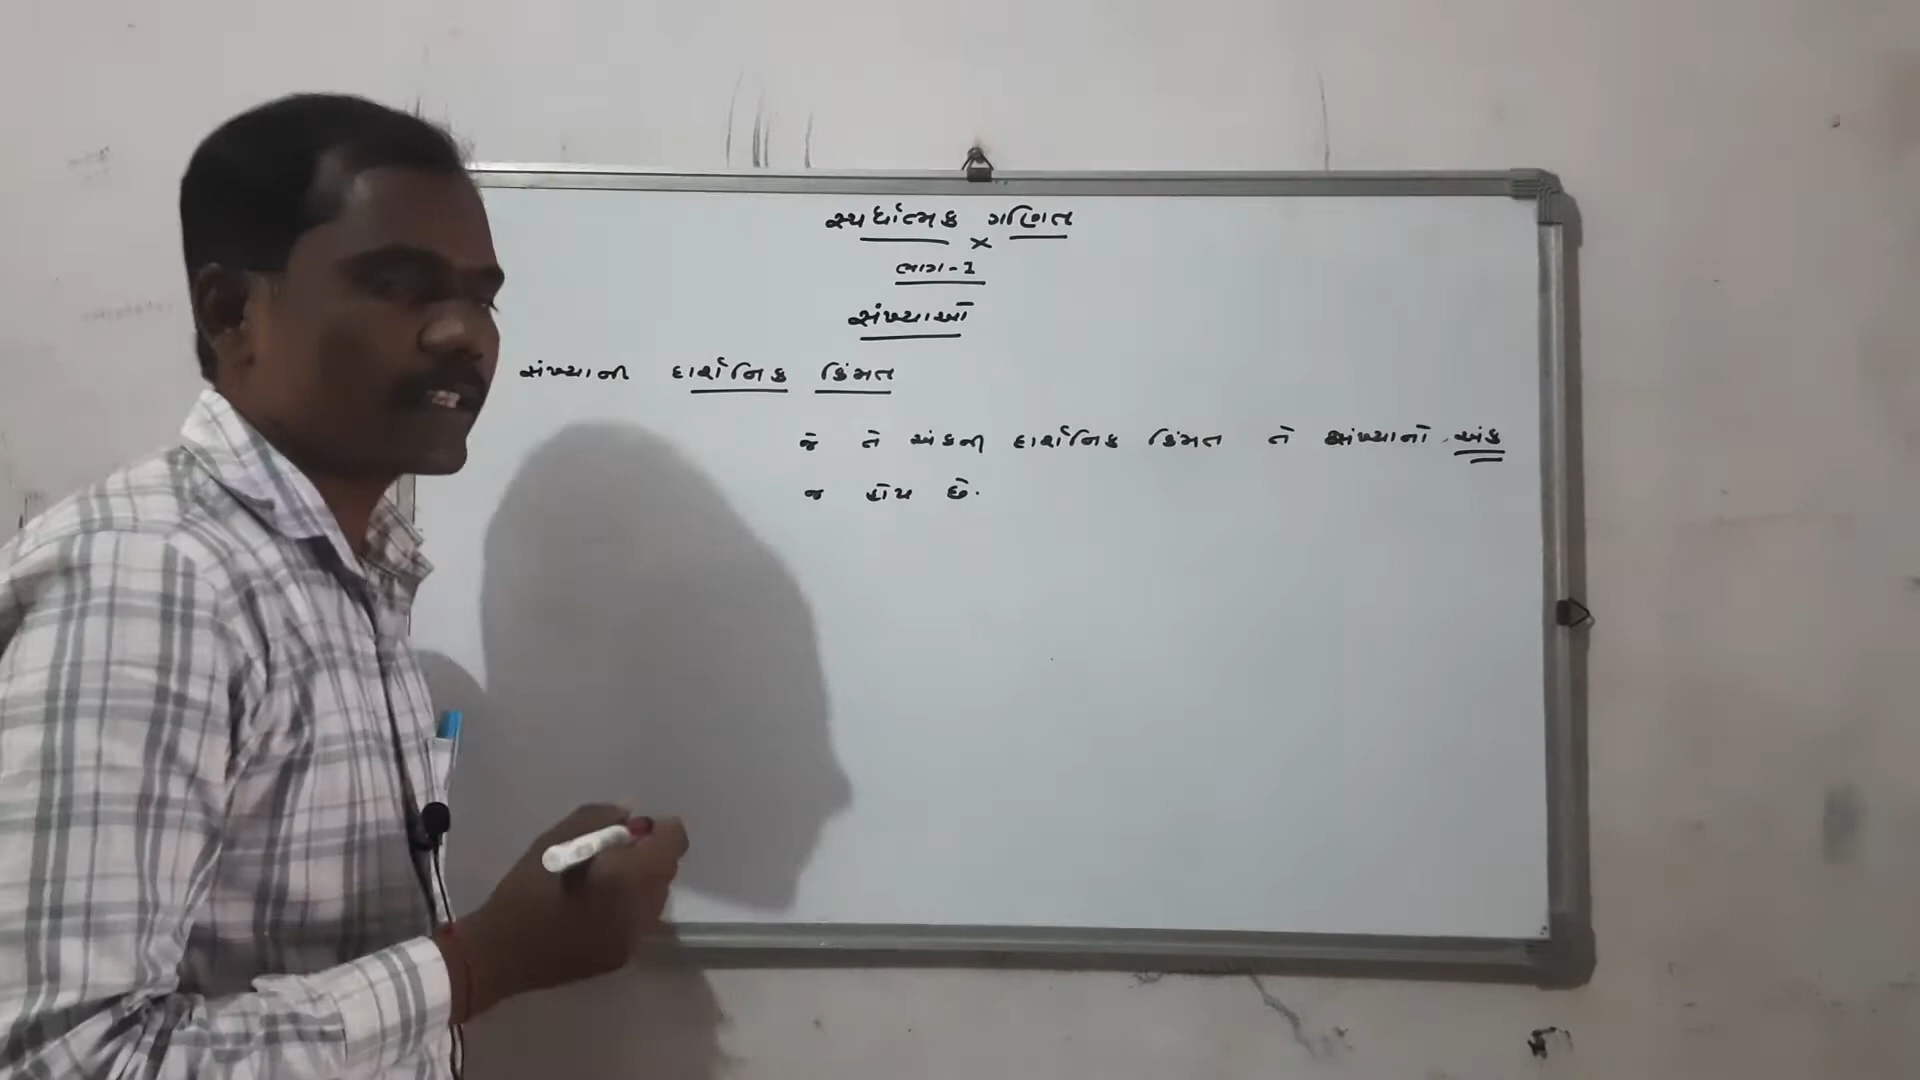 સ્પર્ધાત્મક ગણિત
ભાગ-1
સંખ્યાઓ
સંખ્યાની દાર્શનિક કિંમત
જે તે અંકની દાર્શનિક કિંમત તે સંખ્યાનો અંક
જ હોય છે.